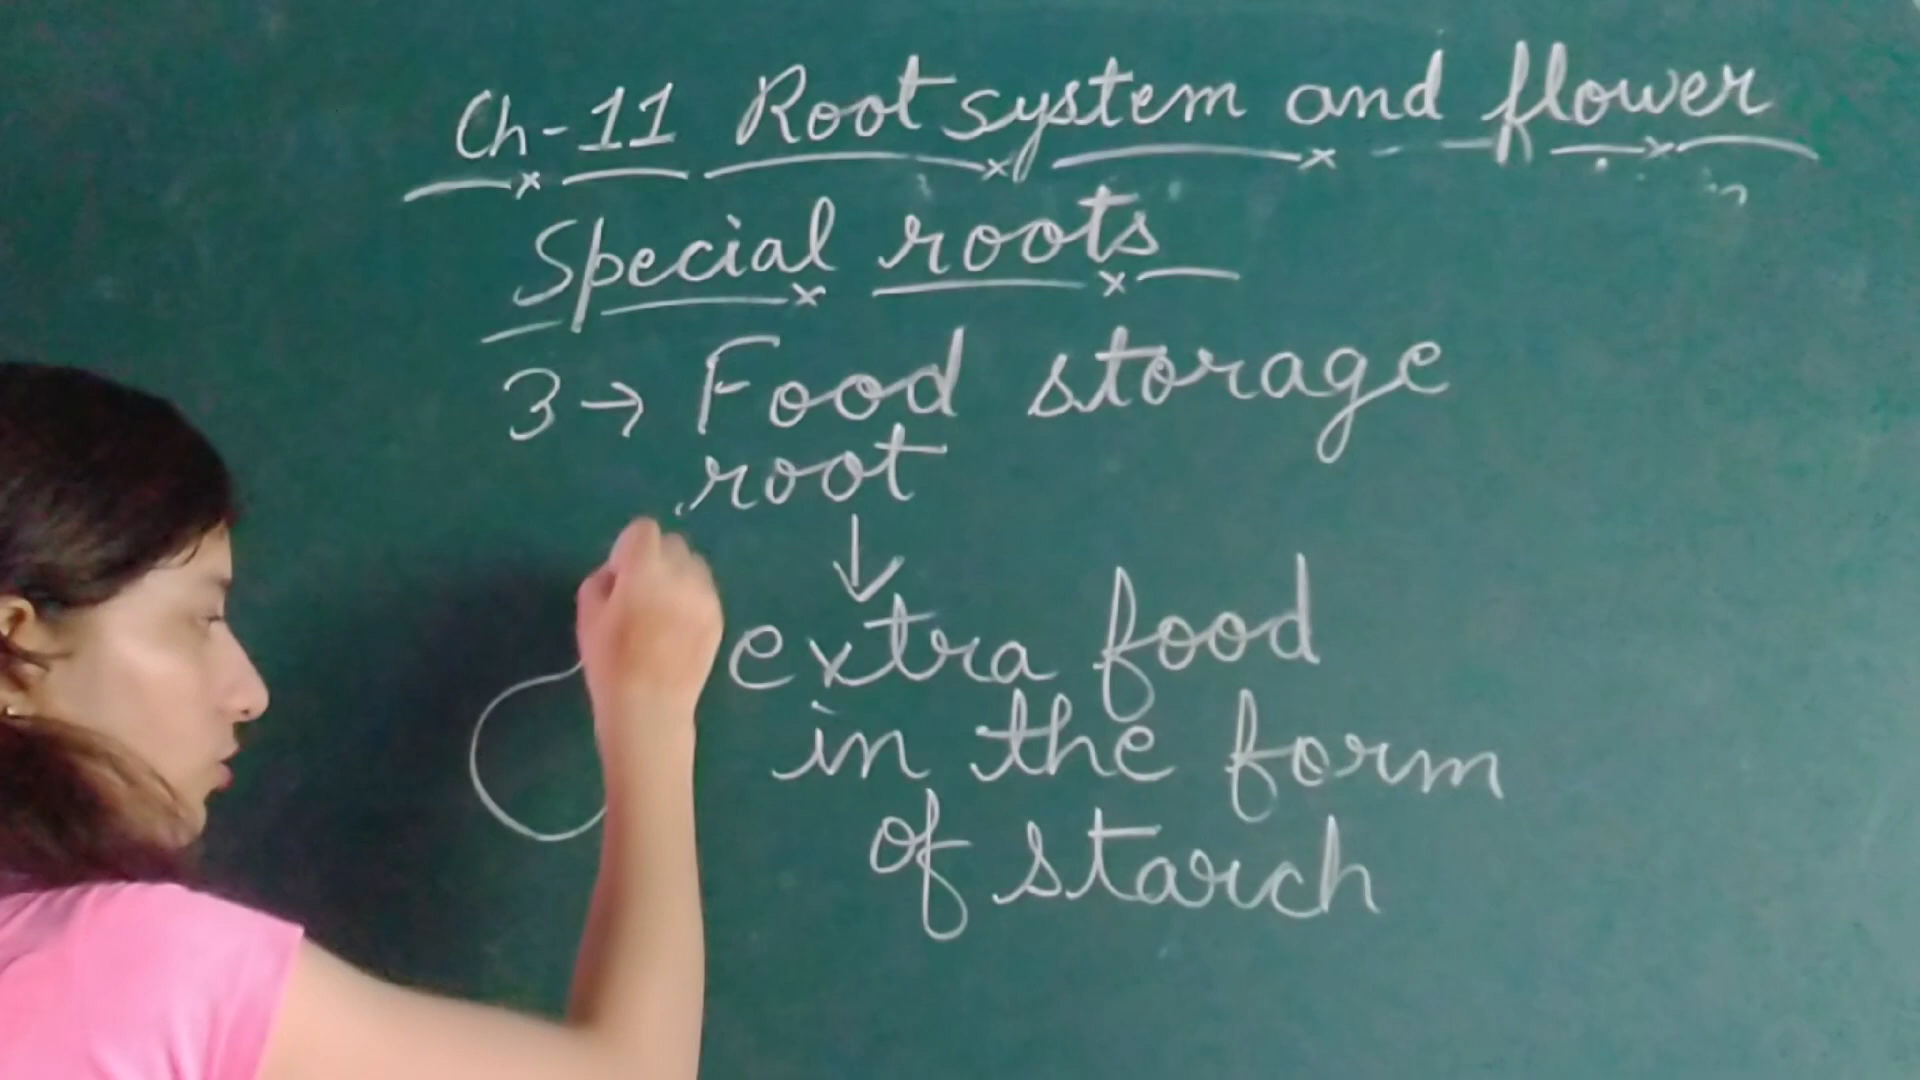 Ch-11 Root system and flower
Special roots
3→ Food storage
root
↓
extra food
in the form
of starch